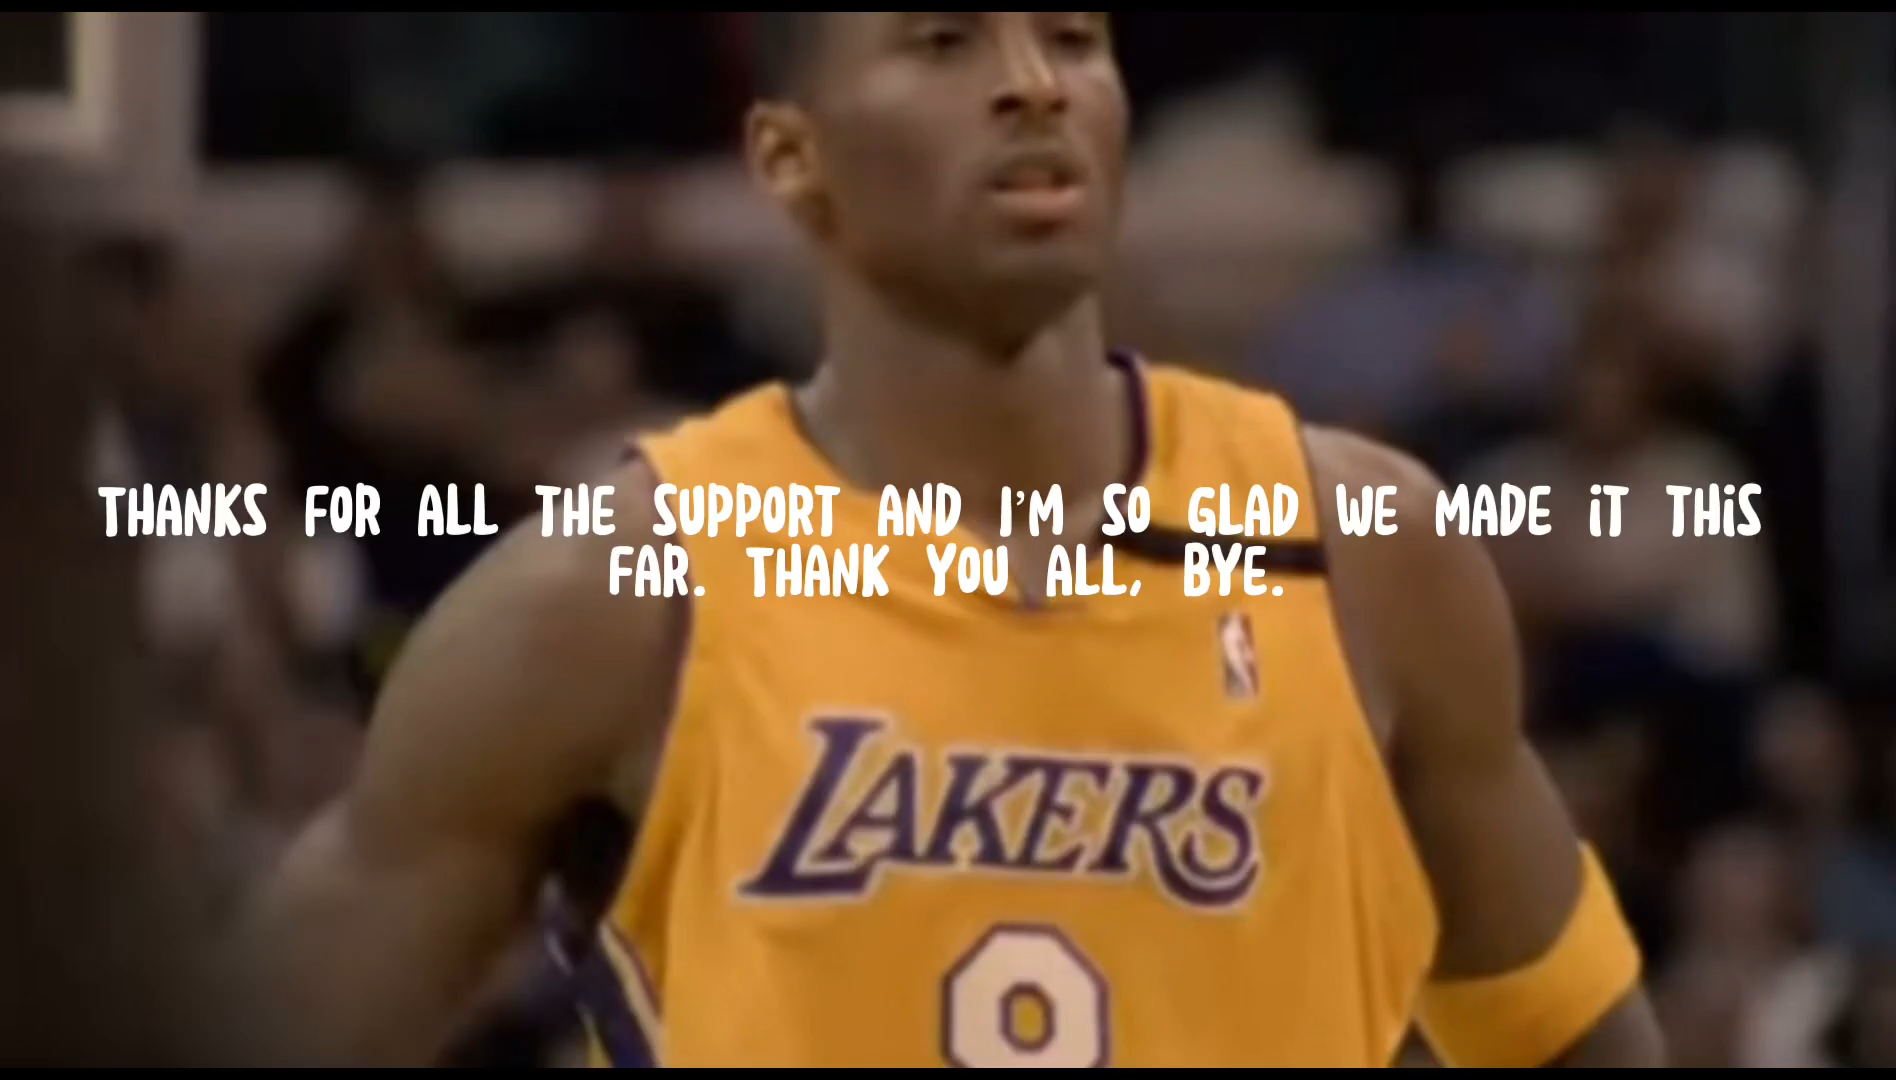 THANKS FOR ALL THE SUPPORT AND I'M SO GLAD WE MADE iT THiS
FAR. THANK YOU ALL, BYE.
LAKERS